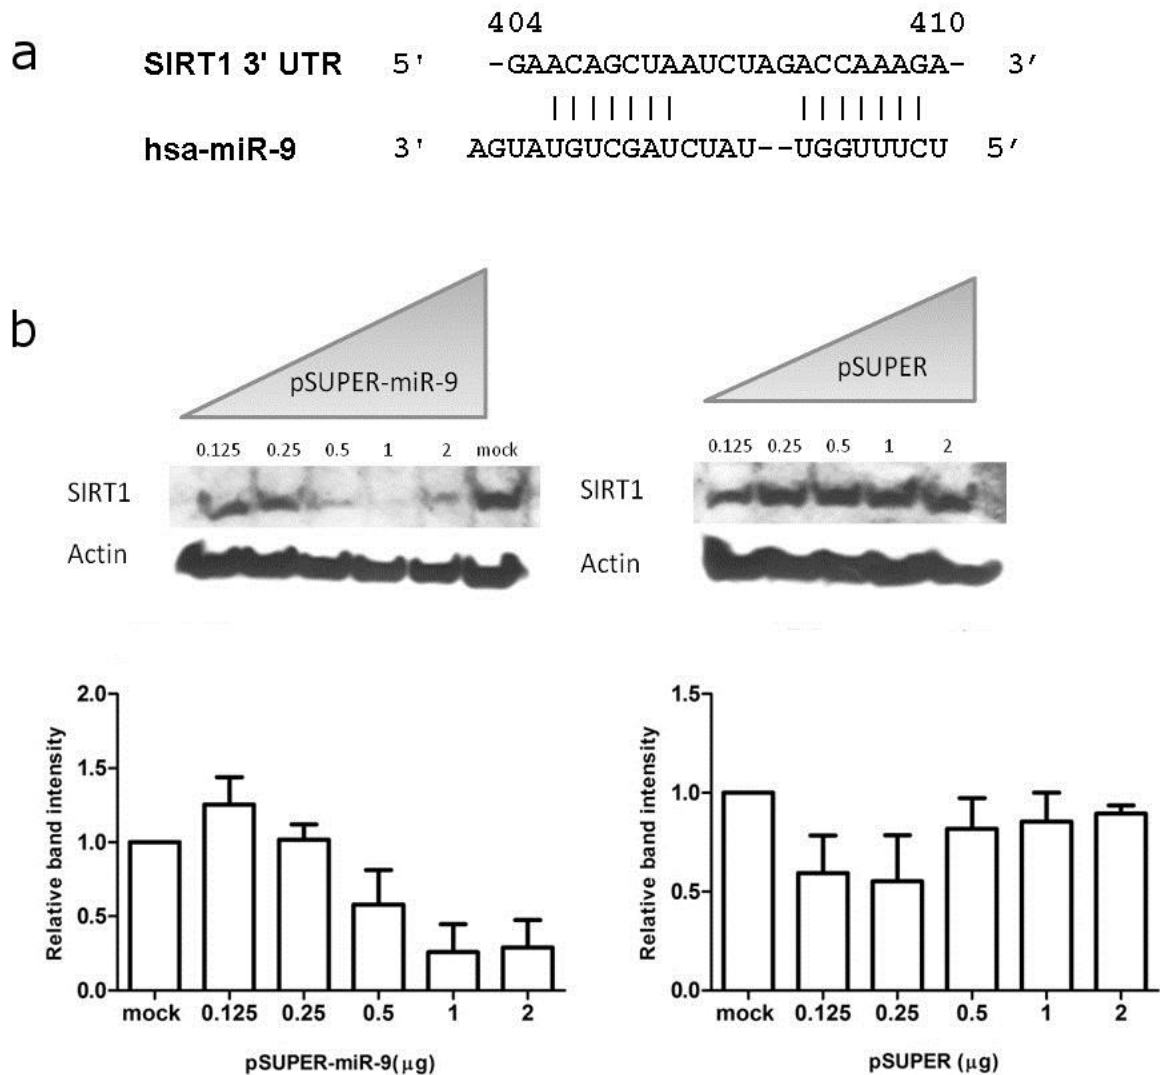 a
404 410
SIRT1 3' UTR 5' -GAACAGCUAAUCUAGACCAAAGA- 3'
| | | | | | | | | | | | | |
hsa-miR-9 3' AGUAUGUCGAUCUAU--UGGUUUCU 5'
b
pSUPER-miR-9
0.125 0.25 0.5 1 2 mock
SIRT1
Actin
pSUPER
0.125 0.25 0.5 1 2
SIRT1
Actin
Relative band intensity
2.0
1.5
1.0
0.5
0.0
mock 0.125 0.25 0.5 1 2
pSUPER-miR-9(μg)
Relative band intensity
1.5
1.0
0.5
0.0
mock 0.125 0.25 0.5 1 2
pSUPER (μg)